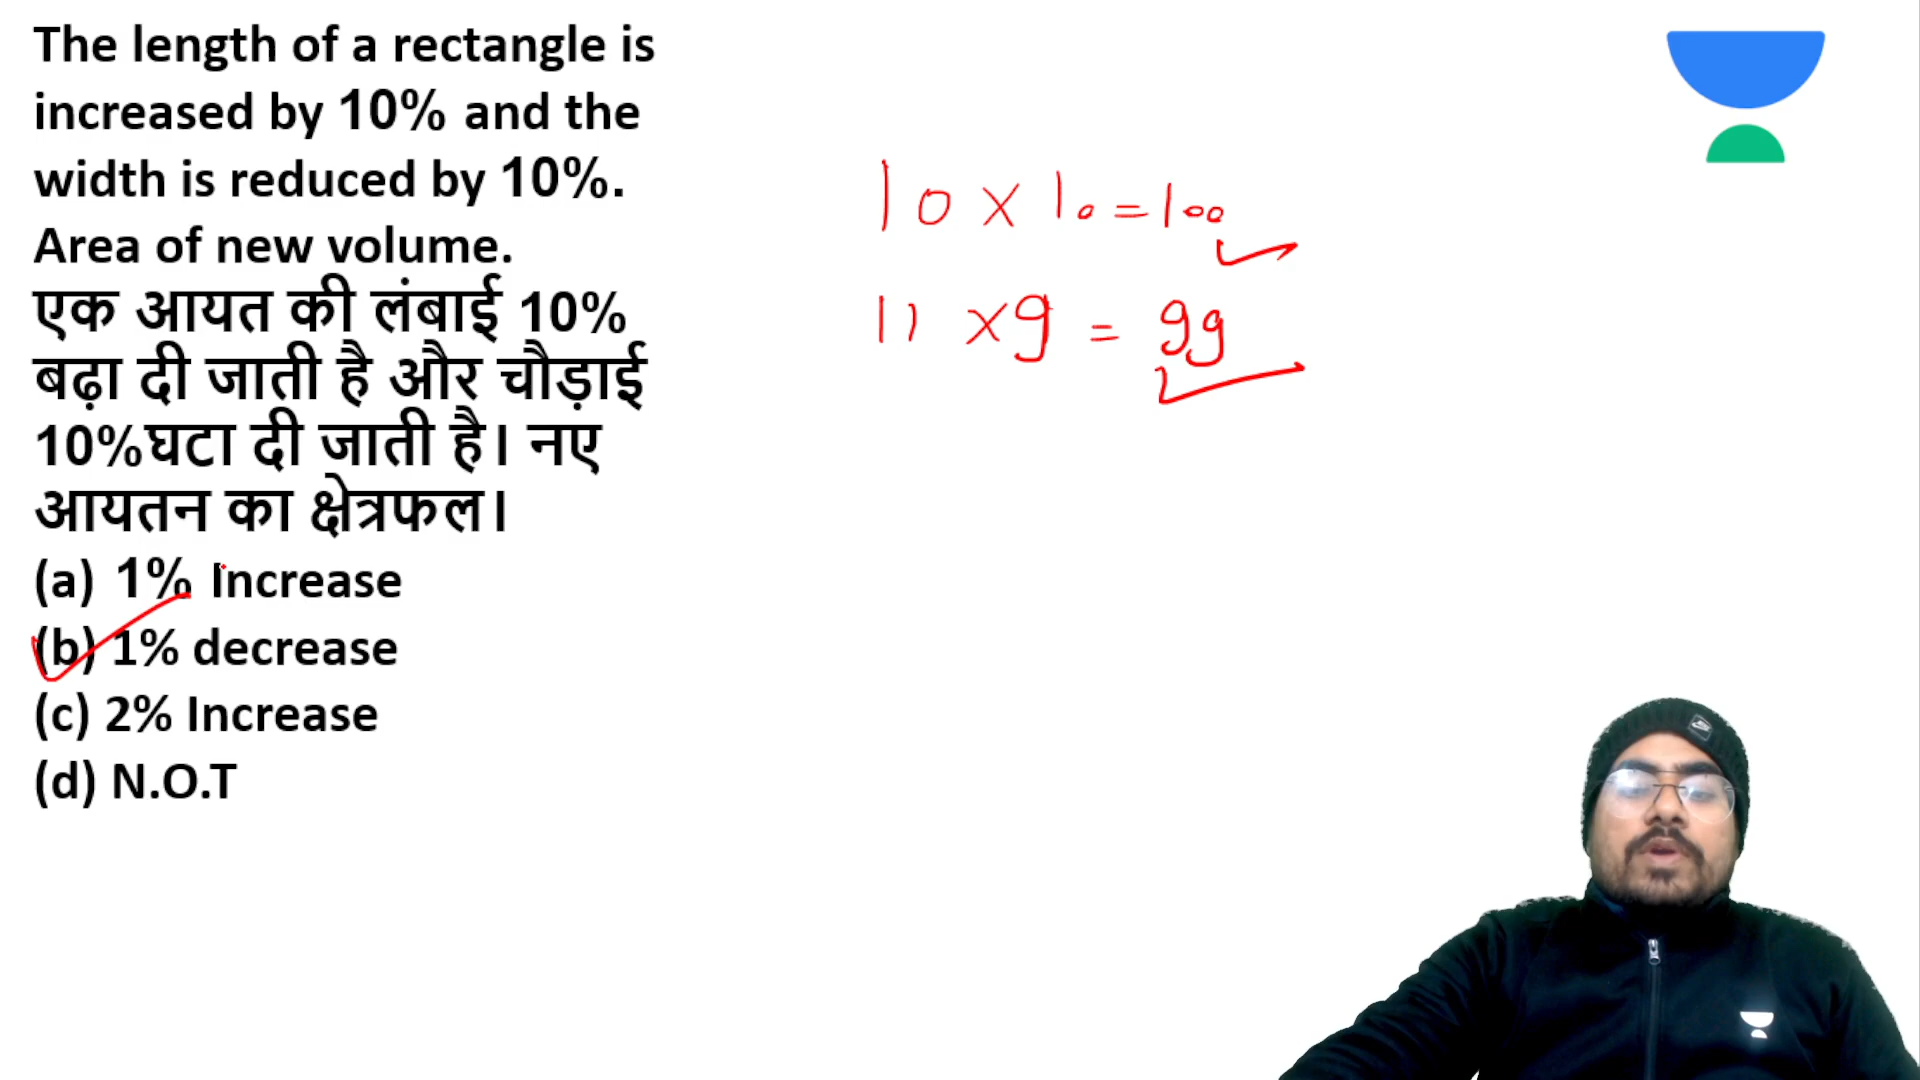 The length of a rectangle is
increased by 10% and the
width is reduced by 10%.
Area of new volume.
एक आयत की लंबाई 10%
बढ़ा दी जाती है और चौड़ाई
10%घटा दी जाती है। नए
आयतन का क्षेत्रफल।
(a) 1% Increase
(b) 1% decrease
(c) 2% Increase
(d) N.O.T
10 × 10 = 100
11 × 9 = 99